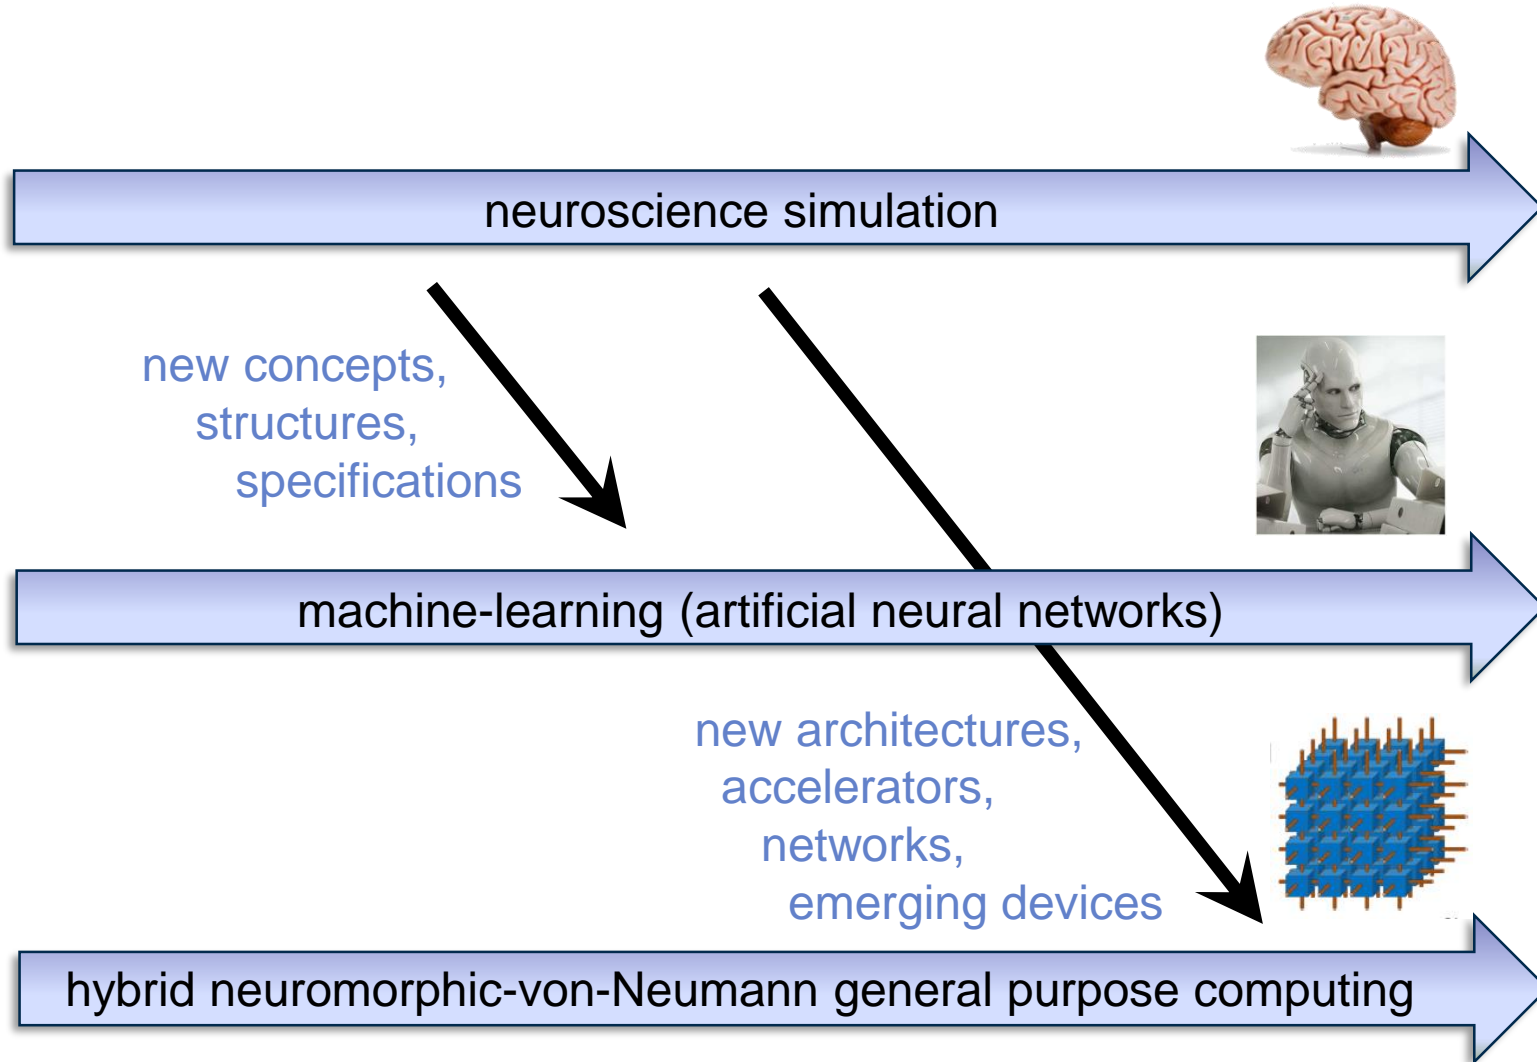 neuroscience simulation
new concepts,
structures,
specifications
machine-learning (artificial neural networks)
new architectures,
accelerators,
networks,
emerging devices
hybrid neuromorphic-von-Neumann general purpose computing